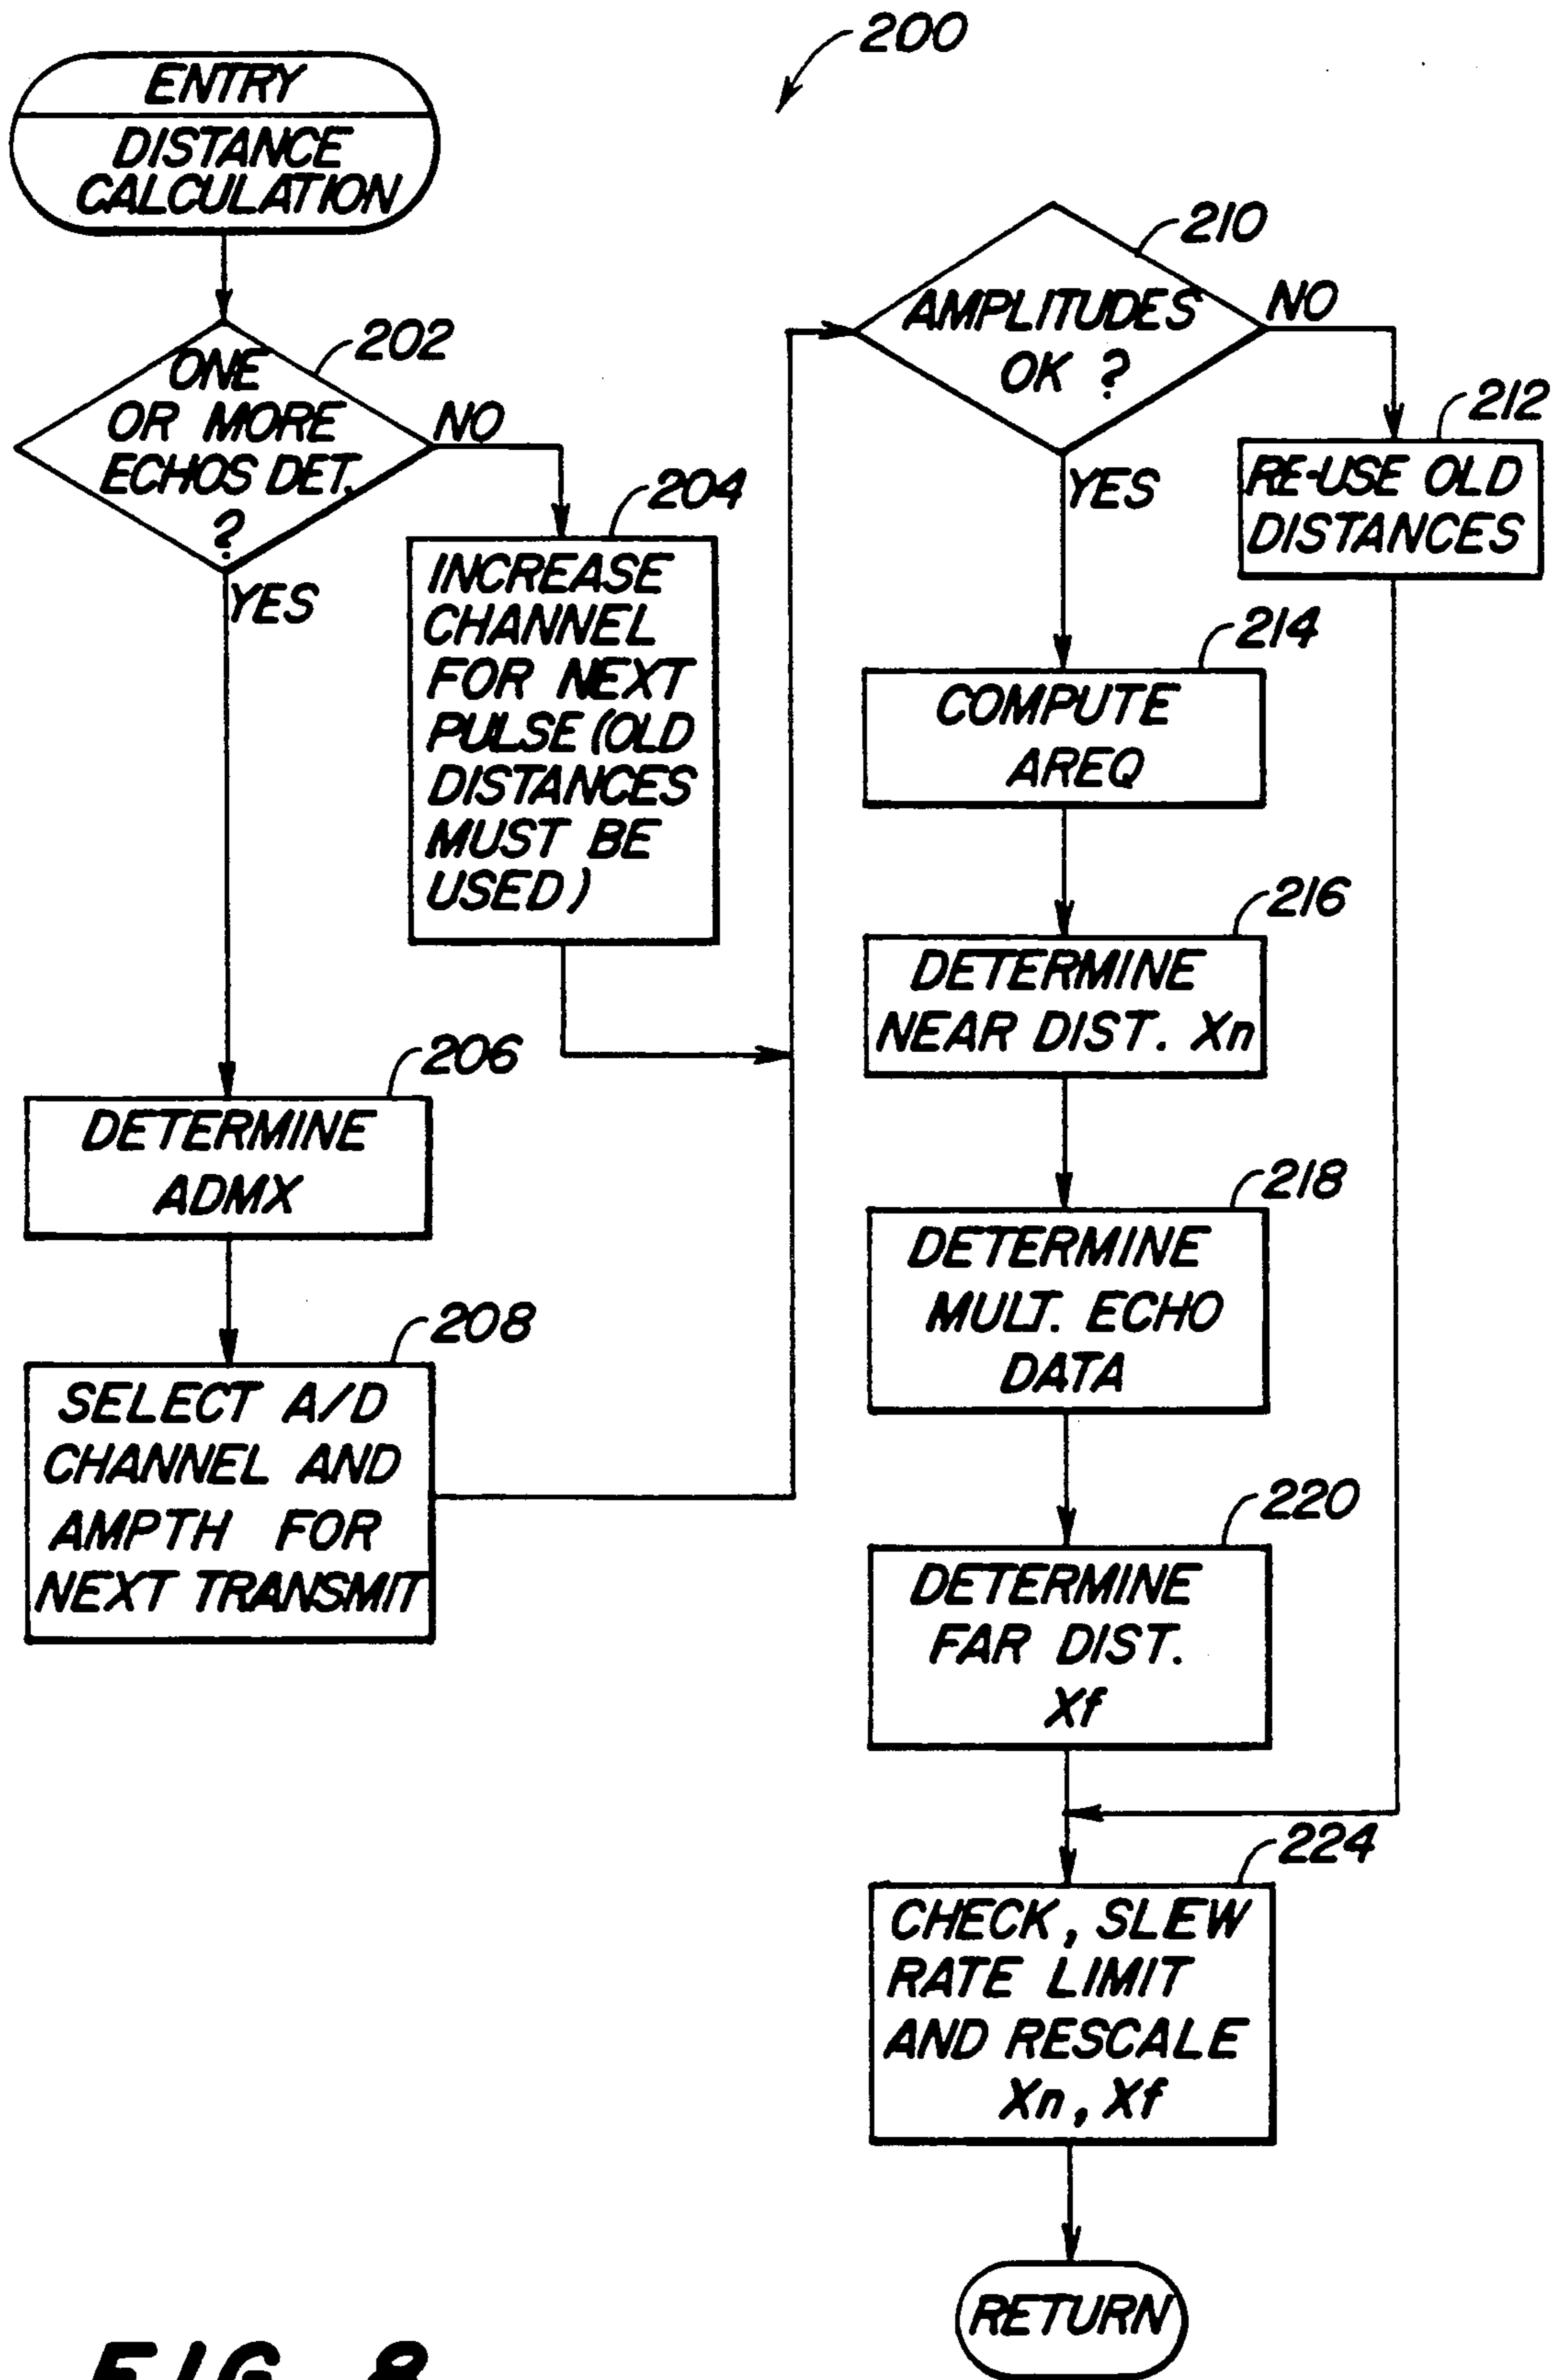 200
ENTRY
DISTANCE
CALCULATION
202
ONE
OR MORE
ECHOS DET.
?
NO
YES
204
INCREASE
CHANNEL
FOR NEXT
PULSE (OLD
DISTANCES
MUST BE
USED)
206
DETERMINE
ADMX
208
SELECT A/D
CHANNEL AND
AMPTH FOR
NEXT TRANSMIT
210
AMPLITUDES
OK ?
NO
YES
212
RE-USE OLD
DISTANCES
214
COMPUTE
AREQ
216
DETERMINE
NEAR DIST. Xn
218
DETERMINE
MULT. ECHO
DATA
220
DETERMINE
FAR DIST.
Xf
224
CHECK, SLEW
RATE LIMIT
AND RESCALE
Xn, Xf
RETURN
FIG. 8